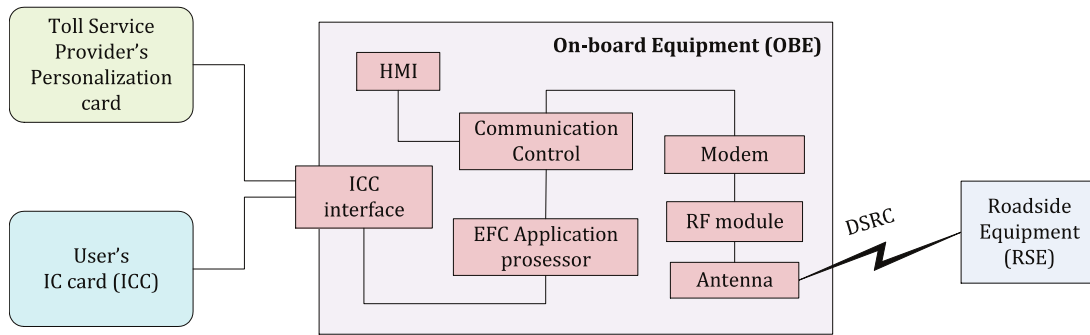 Toll Service
Provider's
Personalization
card
User's
IC card (ICC)
On-board Equipment (OBE)
HMI
Communication
Control
ICC
interface
EFC Application
prosessor
Modem
RF module
Antenna
DSRC
Roadside
Equipment
(RSE)